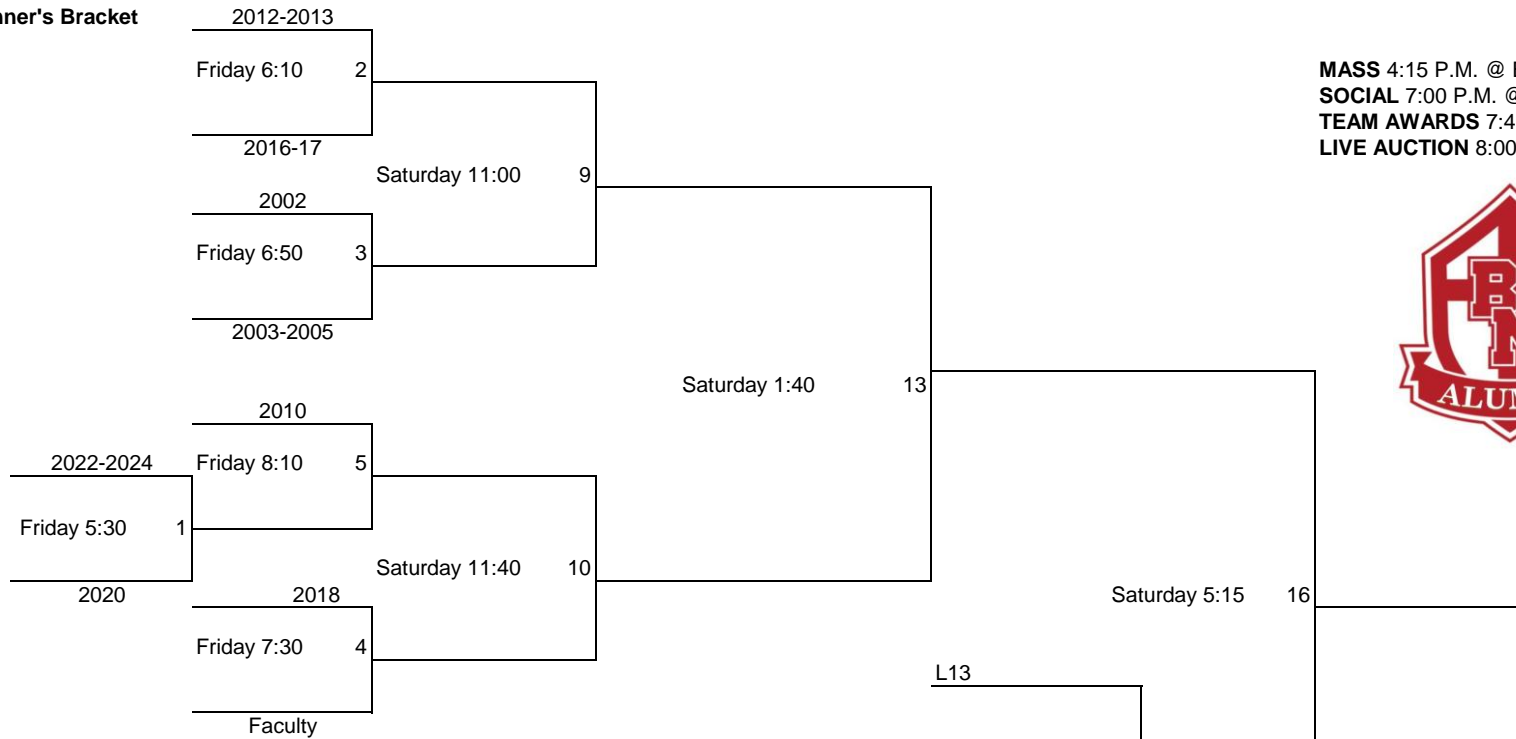 ner's Bracket
2012-2013
Friday 6:10 2
2016-17
Saturday 11:00 9
2002
Friday 6:50 3
2003-2005
MASS 4:15 P.M. @
SOCIAL 7:00 P.M. @
TEAM AWARDS 7:4
LIVE AUCTION 8:00
ALUM
Saturday 1:40 13
2010
2022-2024
Friday 8:10 5
Friday 5:30 1
2020
Saturday 11:40 10
2018
Friday 7:30 4
Faculty
Saturday 5:15 16
L13